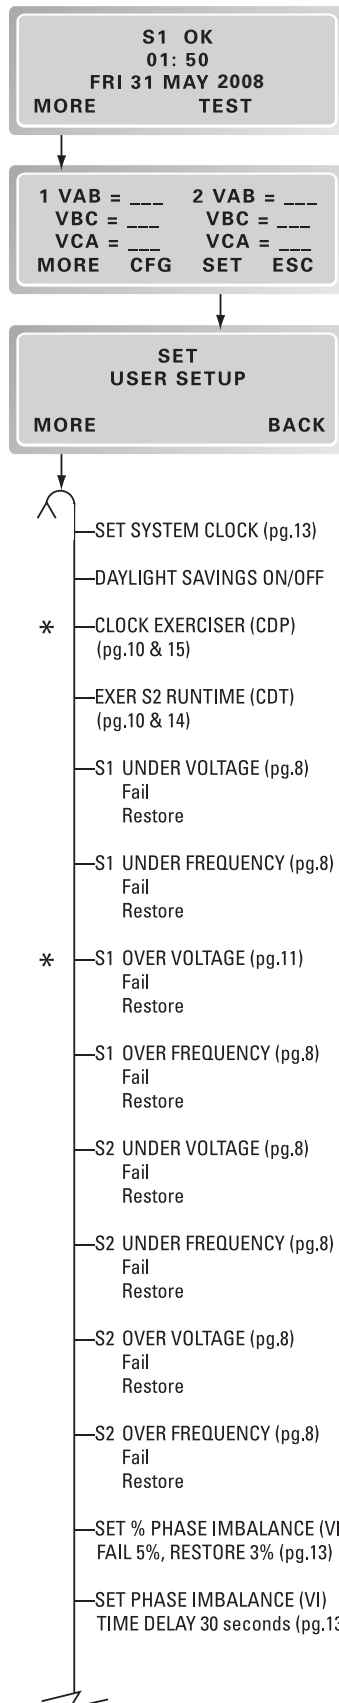 S1 OK
01: 50
FRI 31 MAY 2008
MORE TEST
1 VAB = ___ 2 VAB = ___
VBC = ___ VBC = ___
VCA = ___ VCA = ___
MORE CFG SET ESC
SET
USER SETUP
MORE BACK
SET SYSTEM CLOCK (pg.13)
DAYLIGHT SAVINGS ON/OFF
* CLOCK EXERCISER (CDP)
(pg.10 & 15)
EXER S2 RUNTIME (CDT)
(pg.10 & 14)
S1 UNDER VOLTAGE (pg.8)
Fail
Restore
S1 UNDER FREQUENCY (pg.8)
Fail
Restore
* S1 OVER VOLTAGE (pg.11)
Fail
Restore
S1 OVER FREQUENCY (pg.8)
Fail
Restore
S2 UNDER VOLTAGE (pg.8)
Fail
Restore
S2 UNDER FREQUENCY (pg.8)
Fail
Restore
S2 OVER VOLTAGE (pg.8)
Fail
Restore
S2 OVER FREQUENCY (pg.8)
Fail
Restore
SET % PHASE IMBALANCE (VI
FAIL 5%, RESTORE 3% (pg.13)
SET PHASE IMBALANCE (VI)
TIME DELAY 30 seconds (pg.13